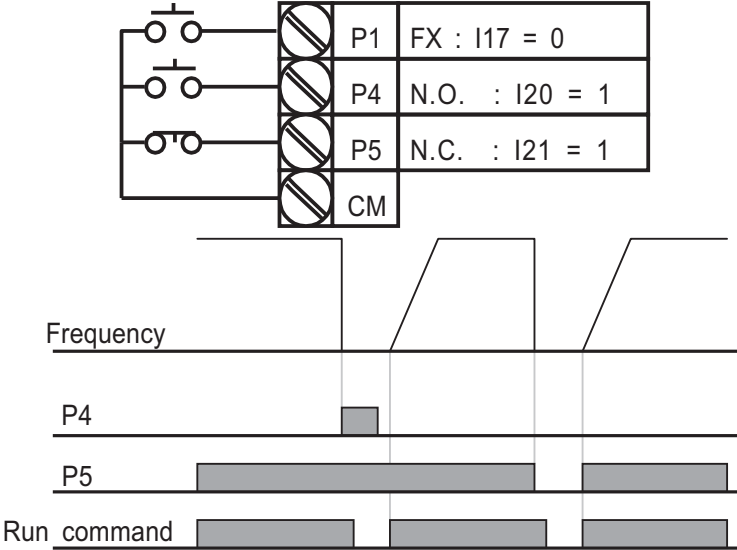 P1 FX : I17 = 0
P4 N.O. : I20 = 1
P5 N.C. : I21 = 1
CM
Frequency
P4
P5
Run command